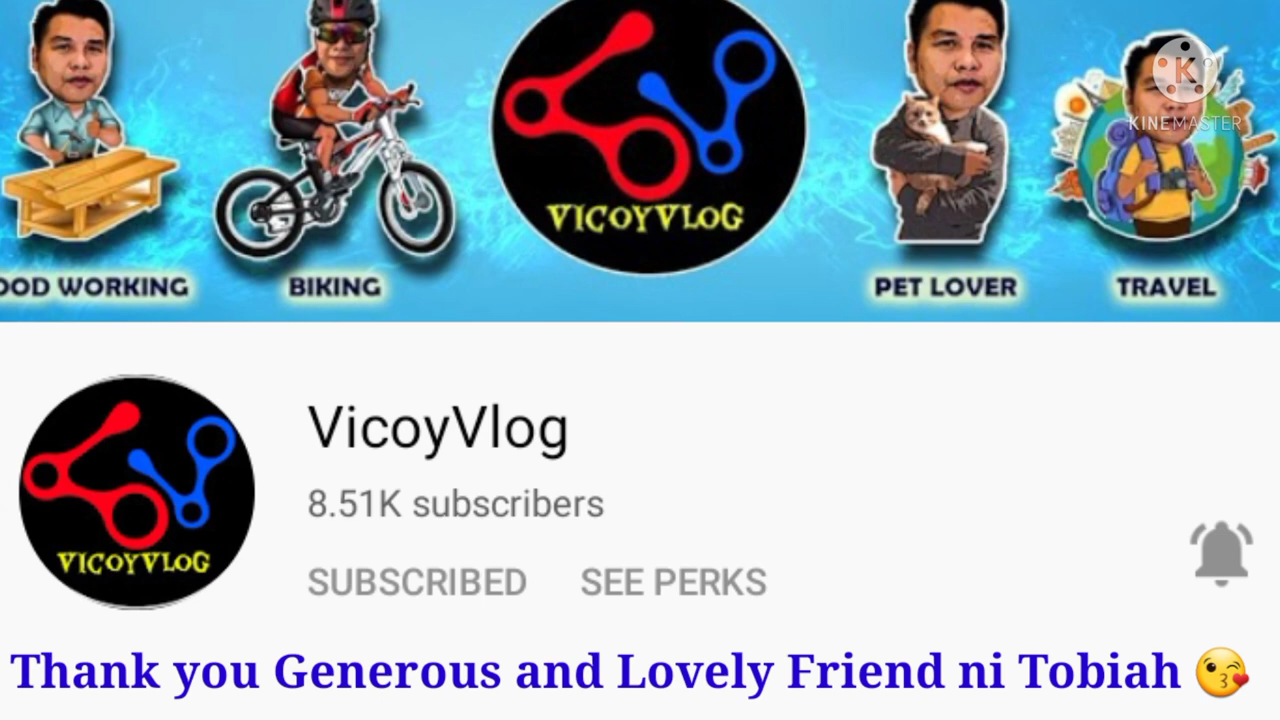 K
KINEMASTER
VICOYVLOG
OOD WORKING
BIKING
PET LOVER
TRAVEL
VicoyVlog
8.51K subscribers
VICOYVLOG
SUBSCRIBED SEE PERKS
Thank you Generous and Lovely Friend ni Tobiah 😘